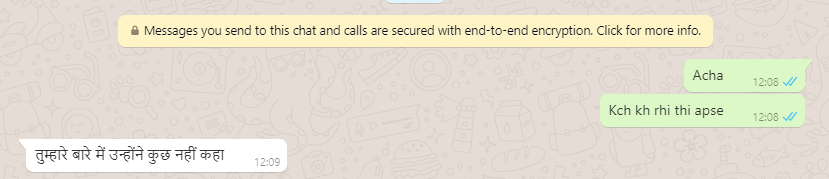 Messages you send to this chat and calls are secured with end-to-end encryption. Click for more info.
Acha
12:08
Kch kh rhi thi apse
12:08
तुम्हारे बारे में उन्होंने कुछ नहीं कहा
12:09